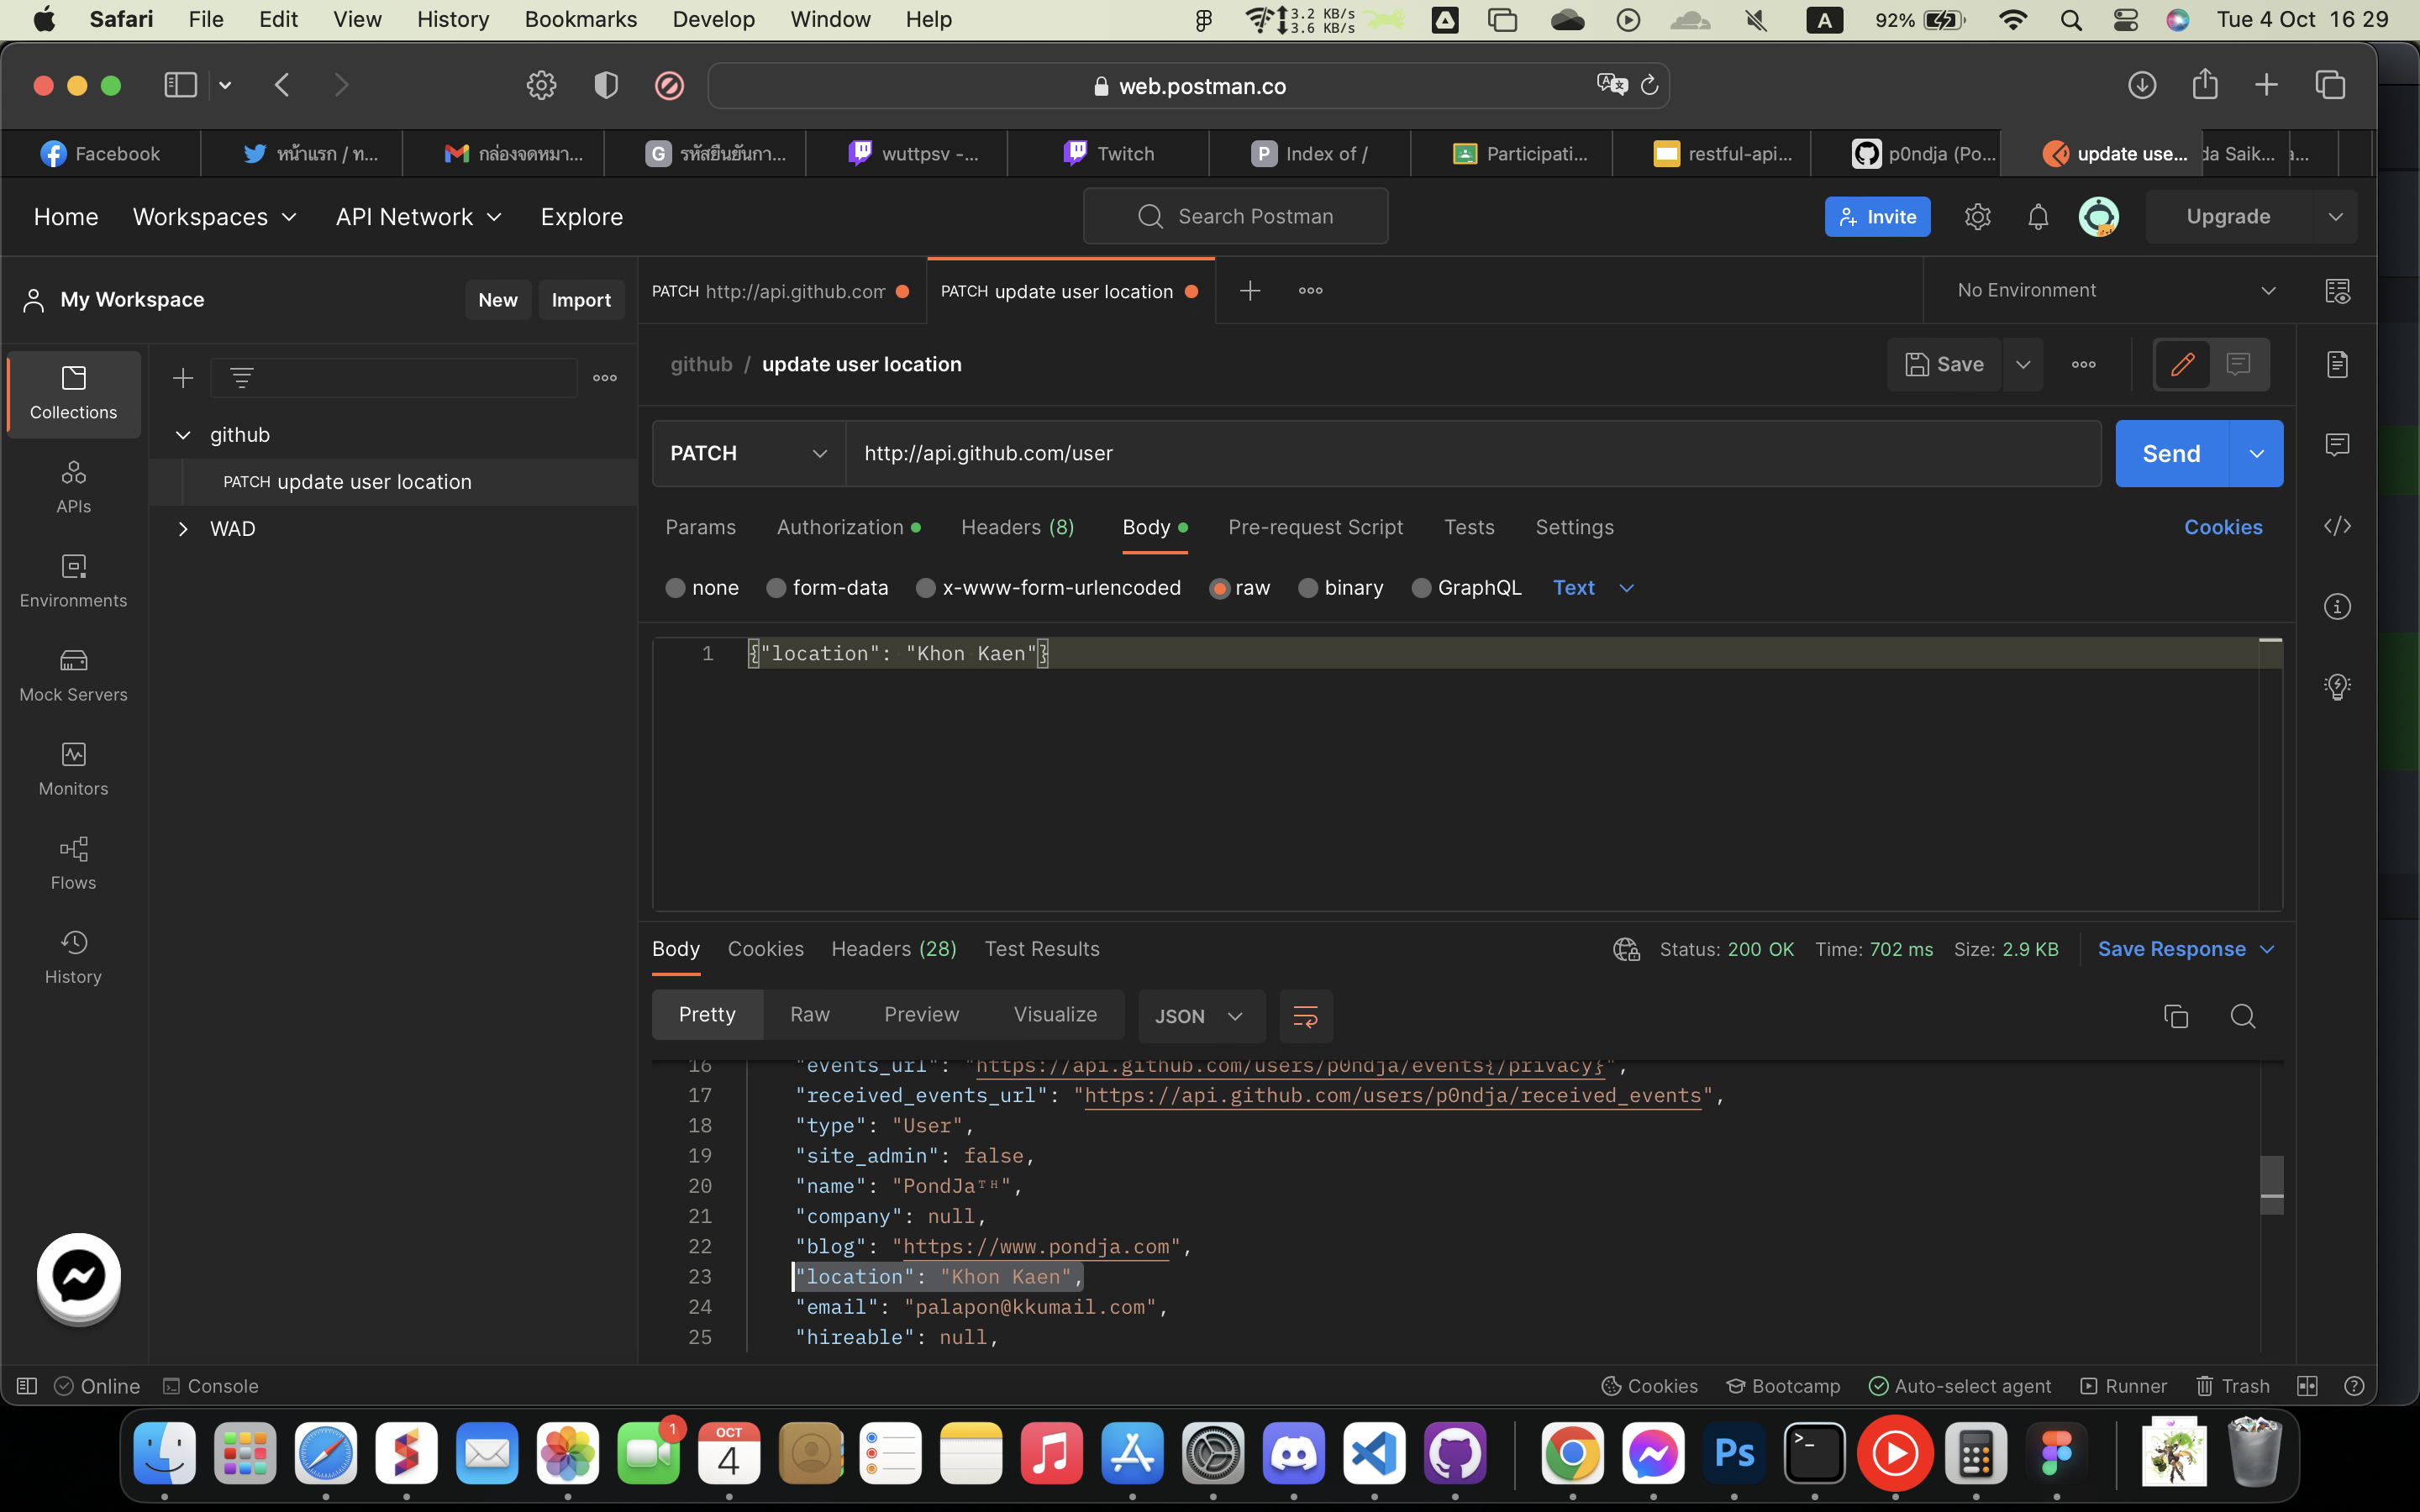 Safari File Edit View History Bookmarks Develop Window Help 3.2 KB/s 3.6 KB/s A 92% Tue 4 Oct 16 29
web.postman.co
Facebook หน้าแรก / ท... กล่องจดหมา... G รหัสยืนยันกา... wuttpsv -... Twitch P Index of / Participati... restful-api... p0ndja (Po... update use... da Saik...
Home Workspaces API Network Explore Search Postman Invite Upgrade
My Workspace New Import PATCH http://api.github.com PATCH update user location No Environment
Collections
github
PATCH update user location
WAD
APIs
Environments
Mock Servers
Monitors
Flows
History
github / update user location Save
PATCH http://api.github.com/user Send
Params Authorization Headers (8) Body Pre-request Script Tests Settings Cookies
none form-data x-www-form-urlencoded raw binary GraphQL Text
1 {"location": "Khon Kaen"}
Body Cookies Headers (28) Test Results Status: 200 OK Time: 702 ms Size: 2.9 KB Save Response
Pretty Raw Preview Visualize JSON
16 "events_url": "https://api.github.com/users/p0ndja/events{/privacy}",
17 "received_events_url": "https://api.github.com/users/p0ndja/received_events",
18 "type": "User",
19 "site_admin": false,
20 "name": "PondJaᵀᴴ",
21 "company": null,
22 "blog": "https://www.pondja.com",
23 "location": "Khon Kaen",
24 "email": "palapon@kkumail.com",
25 "hireable": null,
Online Console Cookies Bootcamp Auto-select agent Runner Trash
1 OCT 4 Ps